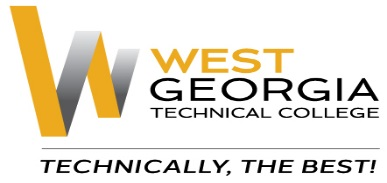 WEST
GEORGIA
TECHNICAL COLLEGE
TECHNICALLY, THE BEST!